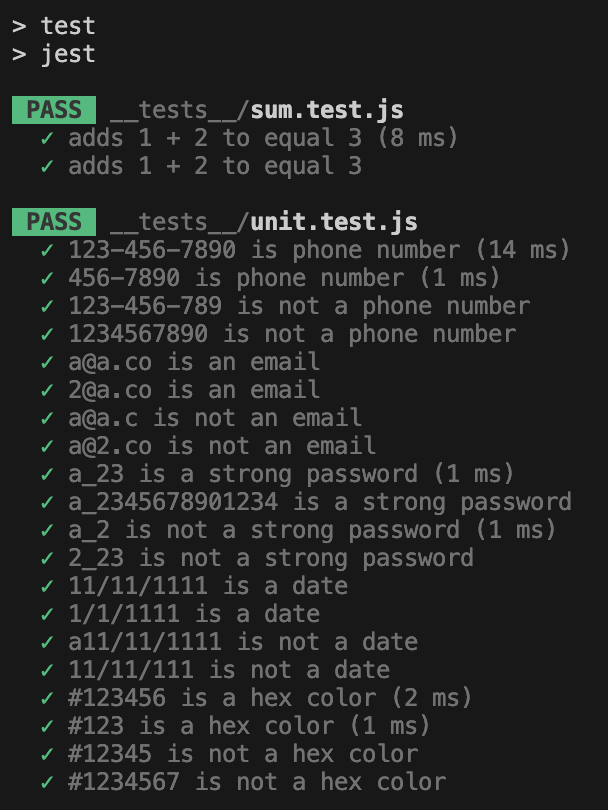 > test
> jest
PASS __tests__/sum.test.js
✓ adds 1 + 2 to equal 3 (8 ms)
✓ adds 1 + 2 to equal 3
PASS __tests__/unit.test.js
✓ 123-456-7890 is phone number (14 ms)
✓ 456-7890 is phone number (1 ms)
✓ 123-456-789 is not a phone number
✓ 1234567890 is not a phone number
✓ a@a.co is an email
✓ 2@a.co is an email
✓ a@a.c is not an email
✓ a@2.co is not an email
✓ a_23 is a strong password (1 ms)
✓ a_2345678901234 is a strong password
✓ a_2 is not a strong password (1 ms)
✓ 2_23 is not a strong password
✓ 11/11/1111 is a date
✓ 1/1/1111 is a date
✓ a11/11/1111 is not a date
✓ 11/11/111 is not a date
✓ #123456 is a hex color (2 ms)
✓ #123 is a hex color (1 ms)
✓ #12345 is not a hex color
✓ #1234567 is not a hex color